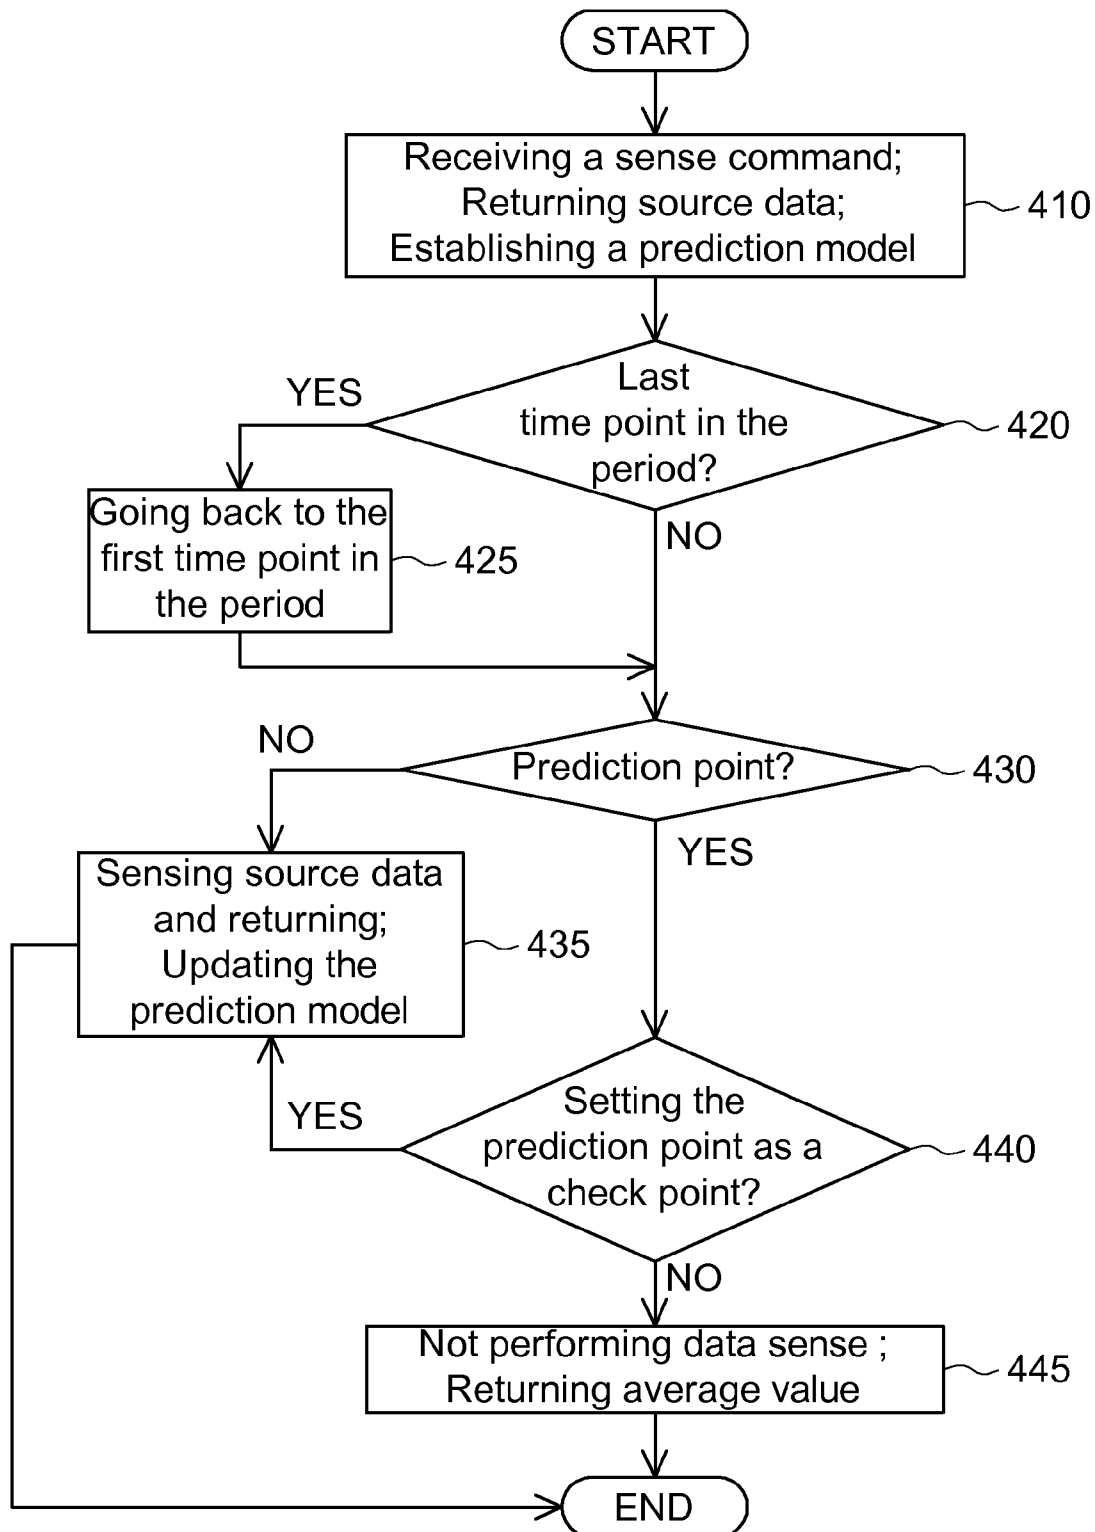 START
Receiving a sense command;
Returning source data;
Establishing a prediction model
410
Last
time point in the
period?
420
YES
NO
Going back to the
first time point in
the period
425
Prediction point?
430
NO
YES
Sensing source data
and returning;
Updating the
prediction model
435
Setting the
prediction point as a
check point?
440
YES
NO
Not performing data sense ;
Returning average value
445
END